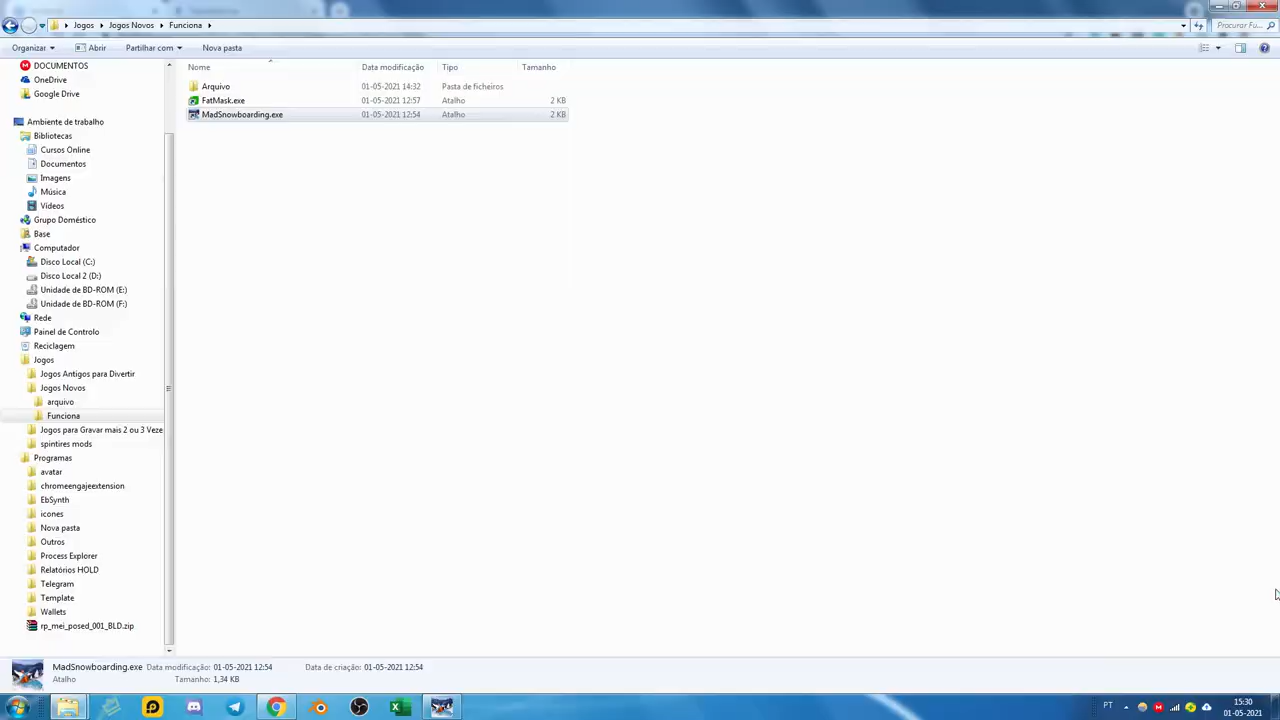 Jogos Jogos Novos Funciona
Procurar Fu...
Organizar Abrir Partilhar com Nova pasta
Nome Data modificação Tipo Tamanho
Arquivo 01-05-2021 14:32 Pasta de ficheiros
FatMask.exe 01-05-2021 12:57 Atalho 2 KB
MadSnowboarding.exe 01-05-2021 12:54 Atalho 2 KB
DOCUMENTOS
OneDrive
Google Drive
Ambiente de trabalho
Bibliotecas
Cursos Online
Documentos
Imagens
Música
Vídeos
Grupo Doméstico
Base
Computador
Disco Local (C:)
Disco Local 2 (D:)
Unidade de BD-ROM (E:)
Unidade de BD-ROM (F:)
Rede
Painel de Controlo
Reciclagem
Jogos
Jogos Antigos para Divertir
Jogos Novos
arquivo
Funciona
Jogos para Gravar mais 2 ou 3 Veze
spintires mods
Programas
avatar
chromeengajeextension
EbSynth
icones
Nova pasta
Outros
Process Explorer
Relatórios HOLD
Telegram
Template
Wallets
rp_mei_posed_001_BLD.zip
MadSnowboarding.exe Data modificação: 01-05-2021 12:54 Data de criação: 01-05-2021 12:54
Atalho Tamanho: 1,34 KB
PT
15:30
01-05-2021